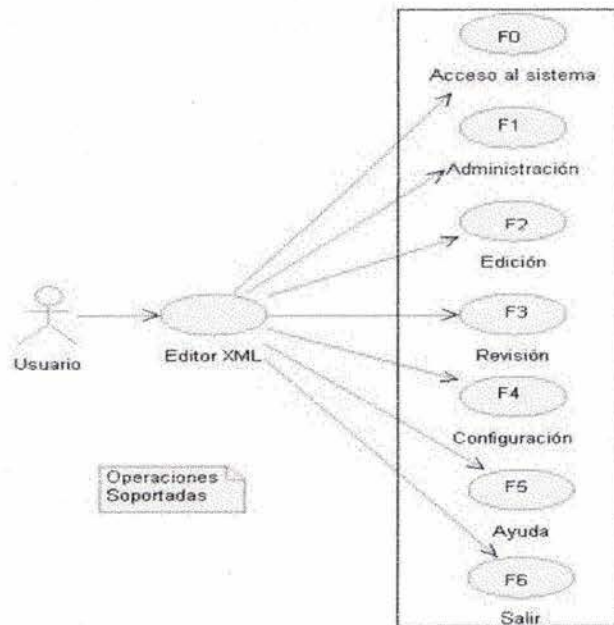 F0
Acceso al sistema
F1
Administración
F2
Edición
F3
Revisión
F4
Configuración
F5
Ayuda
F6
Salir
Usuario
Editor XML
Operaciones
Soportadas